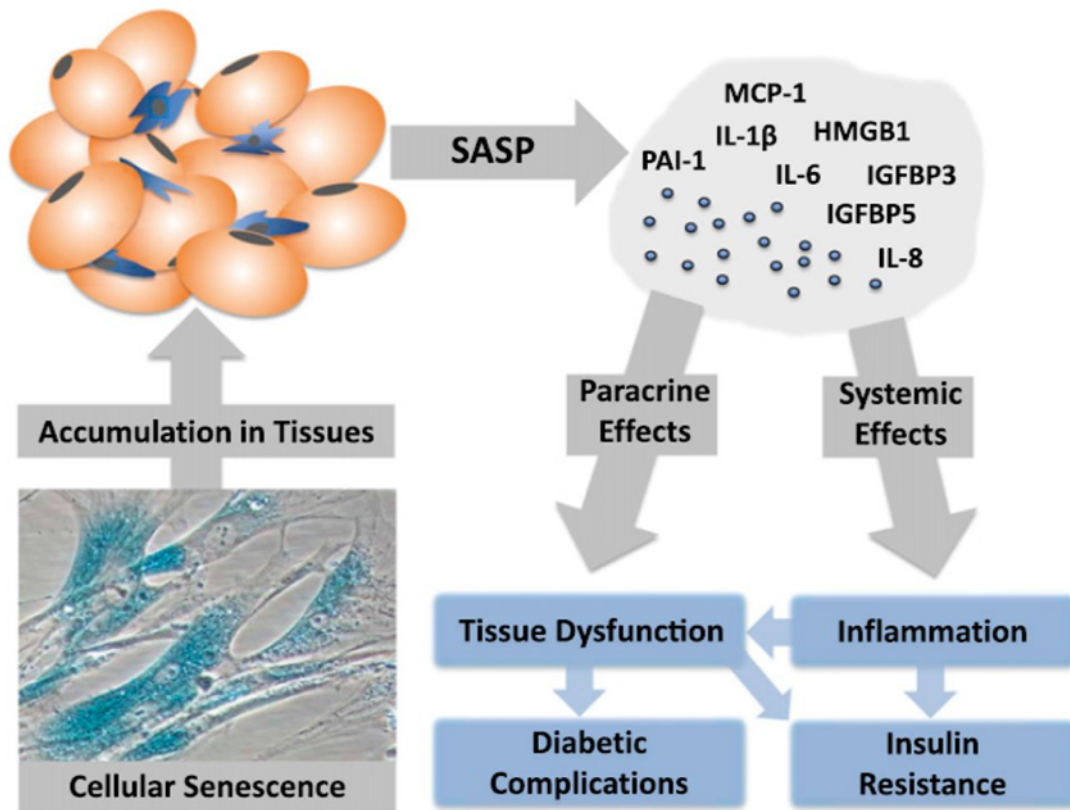 MCP-1
IL-1β
HMGB1
PAI-1
IL-6
IGFBP3
IGFBP5
IL-8
SASP
Paracrine
Effects
Systemic
Effects
Accumulation in Tissues
Cellular Senescence
Tissue Dysfunction
Inflammation
Diabetic
Complications
Insulin
Resistance